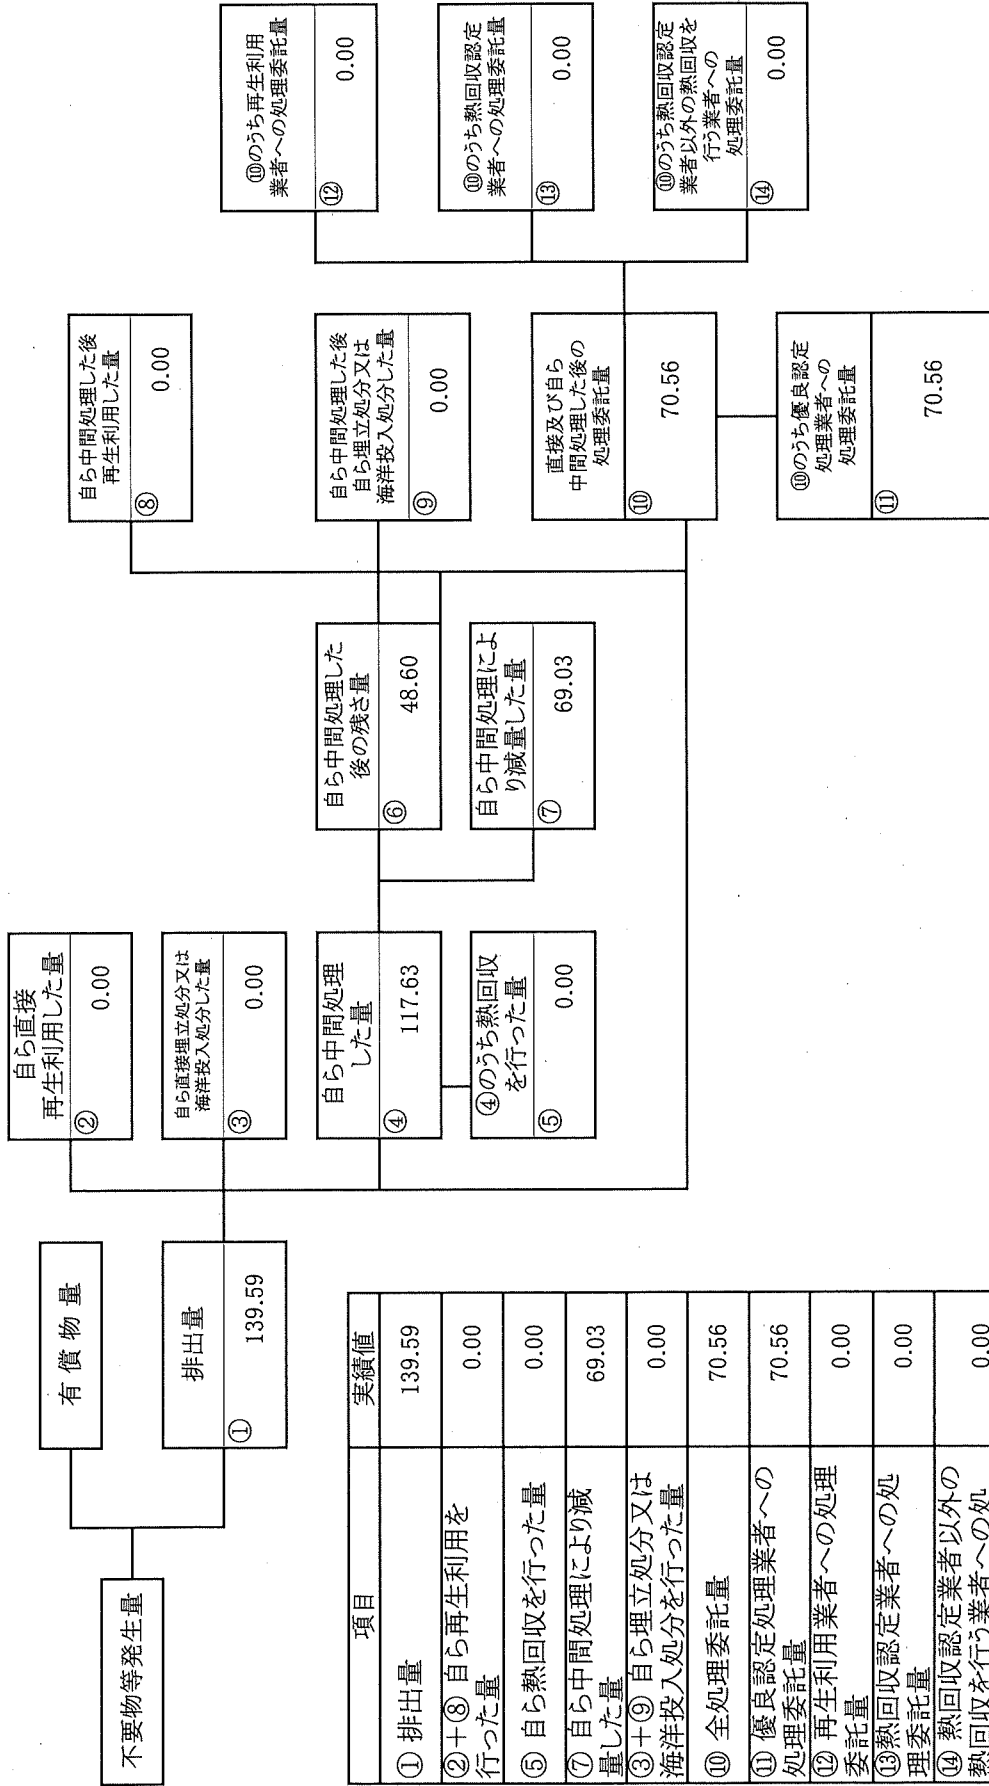 不要物等発生量
有償物量
排出量
①
139.59
自ら直接
再生利用した量
②
0.00
自ら直接埋立処分又は
海洋投入処分した量
③
0.00
自ら中間処理
した量
④
117.63
④のうち熱回収
を行った量
⑤
0.00
自ら中間処理した
後の残さ量
⑥
48.60
自ら中間処理によ
り減量した量
⑦
69.03
自ら中間処理した後
再生利用した量
⑧
0.00
自ら中間処理した後
自ら埋立処分又は
海洋投入処分した量
⑨
0.00
直接及び自ら
中間処理した後の
処理委託量
⑩
70.56
⑩のうち優良認定
処理業者への
処理委託量
⑪
70.56
⑩のうち再生利用
業者への処理委託量
⑫
0.00
⑩のうち熱回収認定
業者への処理委託量
⑬
0.00
⑩のうち熱回収認定
業者以外の熱回収を
行う業者への
処理委託量
⑭
0.00
項目 実績値
① 排出量 139.59
②+⑧ 自ら再生利用を
行った量 0.00
⑤ 自ら熱回収を行った量 0.00
⑦ 自ら中間処理により減
量した量 69.03
③+⑨ 自ら埋立処分又は
海洋投入処分を行った量 0.00
⑩ 全処理委託量 70.56
⑪ 優良認定処理業者への
処理委託量 70.56
⑫ 再生利用業者への処理
委託量 0.00
⑬熱回収認定業者への処
理委託量 0.00
⑭ 熱回収認定業者以外の
熱回収を行う業者への処 0.00